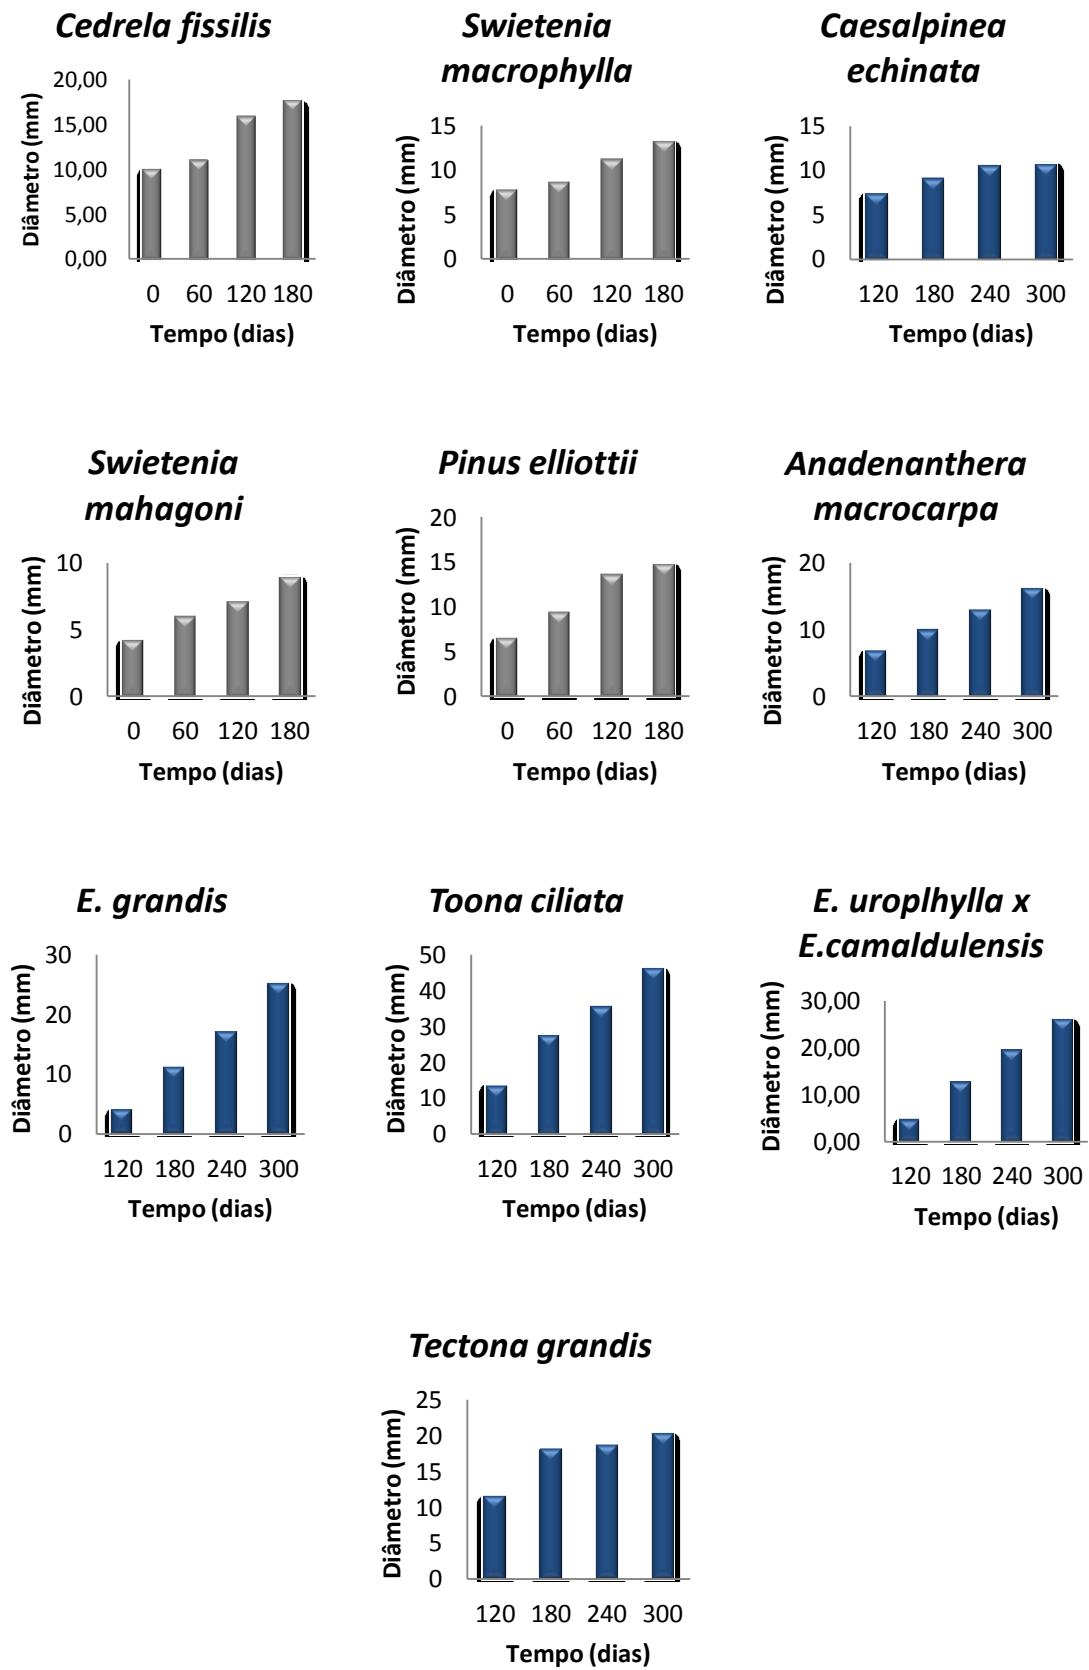 Cedrela fissilis
Diâmetro (mm)
20,00
15,00
10,00
5,00
0,00
0 60 120 180
Tempo (dias)
Swietenia
macrophylla
Diâmetro (mm)
15
10
5
0
0 60 120 180
Tempo (dias)
Caesalpinea
echinata
Diâmetro (mm)
15
10
5
0
120 180 240 300
Tempo (dias)
Swietenia
mahagoni
Diâmetro (mm)
10
5
0
0 60 120 180
Tempo (dias)
Pinus elliottii
Diâmetro (mm)
20
15
10
5
0
0 60 120 180
Tempo (dias)
Anadenanthera
macrocarpa
Diâmetro (mm)
20
10
0
120 180 240 300
Tempo (dias)
E. grandis
Diâmetro (mm)
30
20
10
0
120 180 240 300
Tempo (dias)
Toona ciliata
Diâmetro (mm)
50
40
30
20
10
0
120 180 240 300
Tempo (dias)
E. uroplhylla x
E.camaldulensis
Diâmetro (mm)
30,00
20,00
10,00
0,00
120 180 240 300
Tempo (dias)
Tectona grandis
Diâmetro (mm)
25
20
15
10
5
0
120 180 240 300
Tempo (dias)